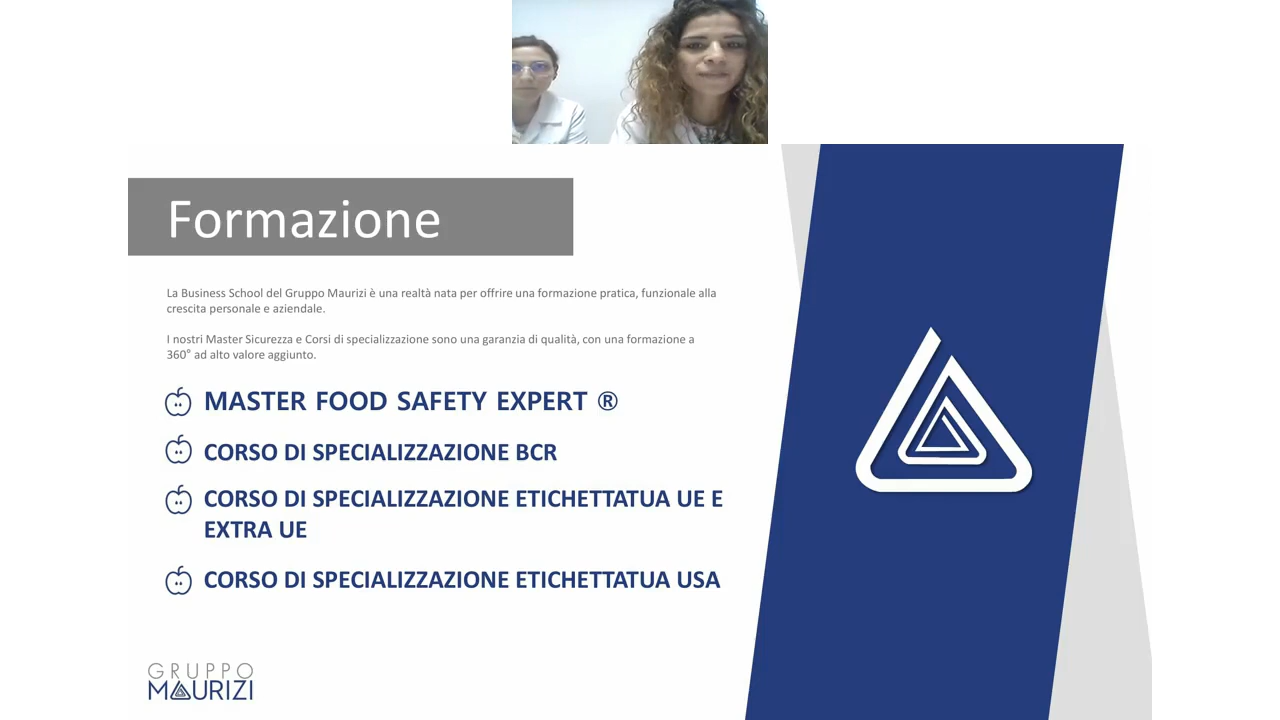 Formazione
La Business School del Gruppo Maurizi è una realtà nata per offrire una formazione pratica, funzionale alla
crescita personale e aziendale.
I nostri Master Sicurezza e Corsi di specializzazione sono una garanzia di qualità, con una formazione a
360° ad alto valore aggiunto.
MASTER FOOD SAFETY EXPERT ®
CORSO DI SPECIALIZZAZIONE BCR
CORSO DI SPECIALIZZAZIONE ETICHETTATUA UE E
EXTRA UE
CORSO DI SPECIALIZZAZIONE ETICHETTATUA USA
GRUPPO
MAURIZI